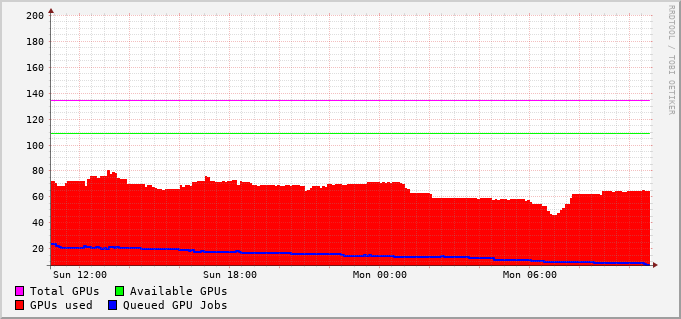 200
180
160
140
120
100
80
60
40
20
Sun 12:00 Sun 18:00 Mon 00:00 Mon 06:00
Total GPUs Available GPUs
GPUs used Queued GPU Jobs
RRDTOOL / TOBI OETIKER